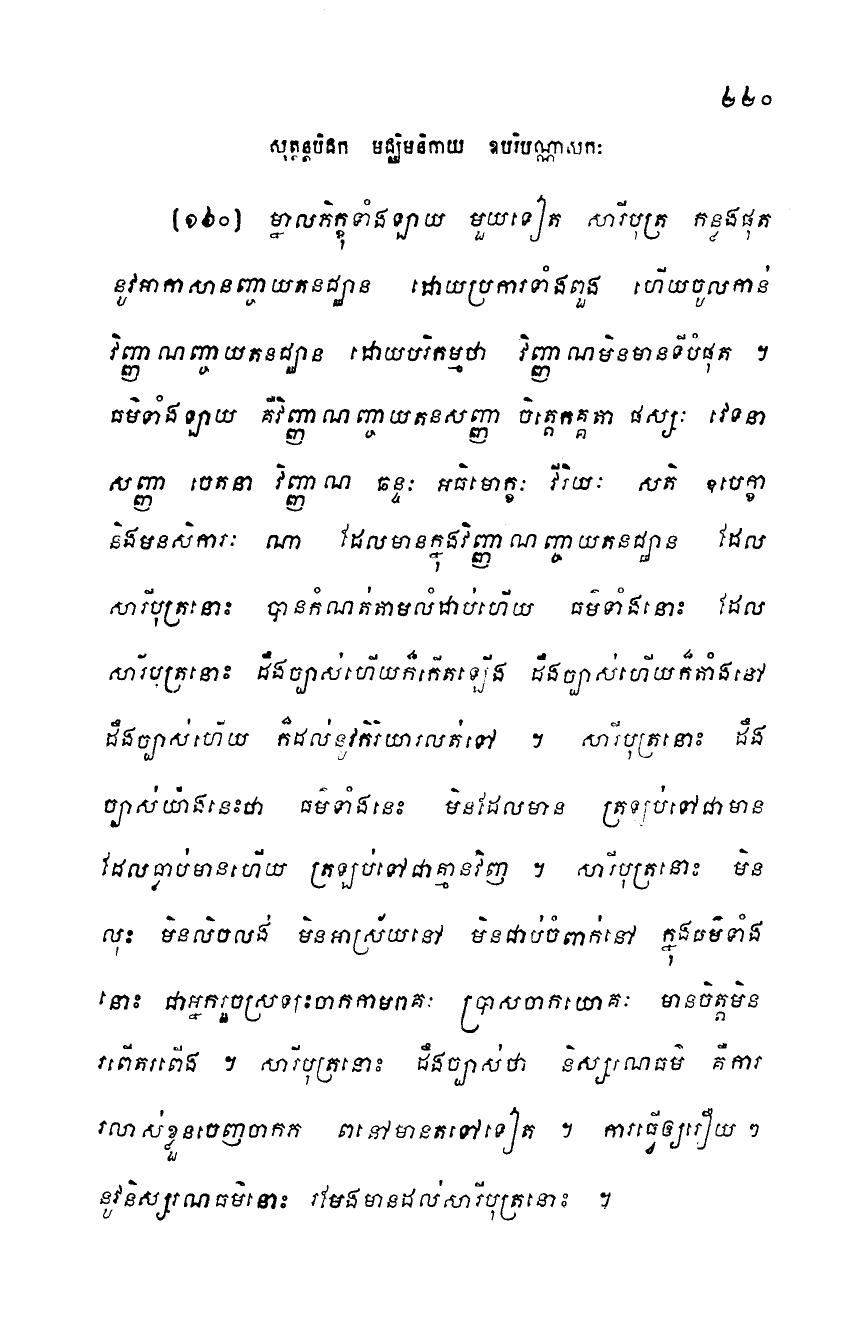 ២២០
សុត្តន្តបិដក មជ្ឈិមនិកាយ ឧបរិបណ្ណាសកៈ
(១៦០) ម្នាលភិក្ខុទាំងឡាយ មួយទៀត សារីបុត្រ កន្លងផុត
នូវអាកាសានញ្ចាយតនជ្ឈាន ដោយប្រការទាំងពួង ហើយចូលកាន់
វិញ្ញាណញ្ចាយតនជ្ឈាន ដោយបរិកម្មថា វិញ្ញាណមិនមានទីបំផុត ។
ធម៌ទាំងឡាយ គឺវិញ្ញាណញ្ចាយតនសញ្ញា ចិត្តេកគ្គតា ផស្សៈ វេទនា
សញ្ញា ចេតនា វិញ្ញាណ ឆន្ទៈ អធិមោក្ខៈ វីរិយៈ សតិ ឧបេក្ខា
និងមនសិការៈ ណា ដែលមានក្នុងវិញ្ញាណញ្ចាយតនជ្ឈាន ដែល
សារីបុត្រនោះ បានកំណត់តាមលំដាប់ហើយ ធម៌ទាំងនោះ ដែល
សារីបុត្រនោះ ដឹងច្បាស់ហើយក៏កើតឡើង ដឹងច្បាស់ហើយក៏តាំងនៅ
ដឹងច្បាស់ហើយ ក៏ដល់នូវកិរិយារលត់ទៅ ។ សារីបុត្រនោះ ដឹង
ច្បាស់យ៉ាងនេះថា ធម៌ទាំងនេះ មិនដែលមាន ត្រឡប់ទៅជាមាន
ដែលធ្លាប់មានហើយ ត្រឡប់ទៅជាគ្មានវិញ ។ សារីបុត្រនោះ មិន
លុះ មិនលិចលង់ មិនអាស្រ័យនៅ មិនជាប់ចំពាក់នៅ ក្នុងធម៌ទាំង
នោះ ជាអ្នករួចស្រឡះចាកកាមភពៈ ប្រាសចាកយោគៈ មានចិត្តមិន
រពើតរពើង ។ សារីបុត្រនោះ ដឹងច្បាស់ថា និស្សរណធម៌ គឺការ
រលាស់ខ្លួនចេញចាកភពនៅមានតទៅទៀត ។ ការធ្វើឲ្យរឿយៗ
នូវនិស្សរណធម៌នោះ រមែងមានដល់សារីបុត្រនោះ ។